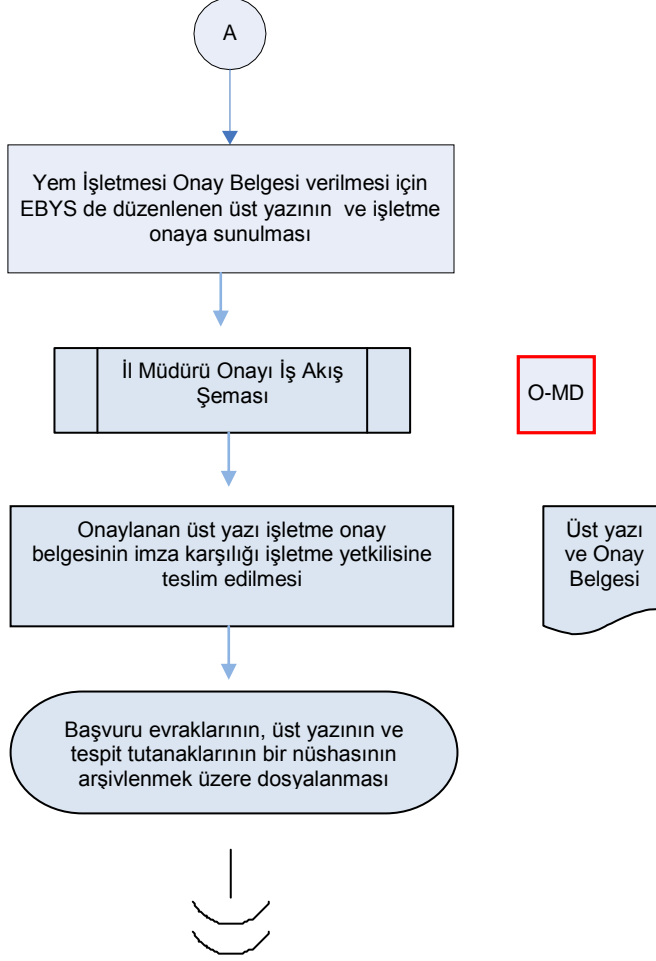 A
Yem İşletmesi Onay Belgesi verilmesi için
EBYS de düzenlenen üst yazının ve işletme
onaya sunulması
İl Müdürü Onayı İş Akış
Şeması
O-MD
Onaylanan üst yazı işletme onay
belgesinin imza karşılığı işletme yetkilisine
teslim edilmesi
Üst yazı
ve Onay
Belgesi
Başvuru evraklarının, üst yazının ve
tespit tutanaklarının bir nüshasının
arşivlenmek üzere dosyalanması